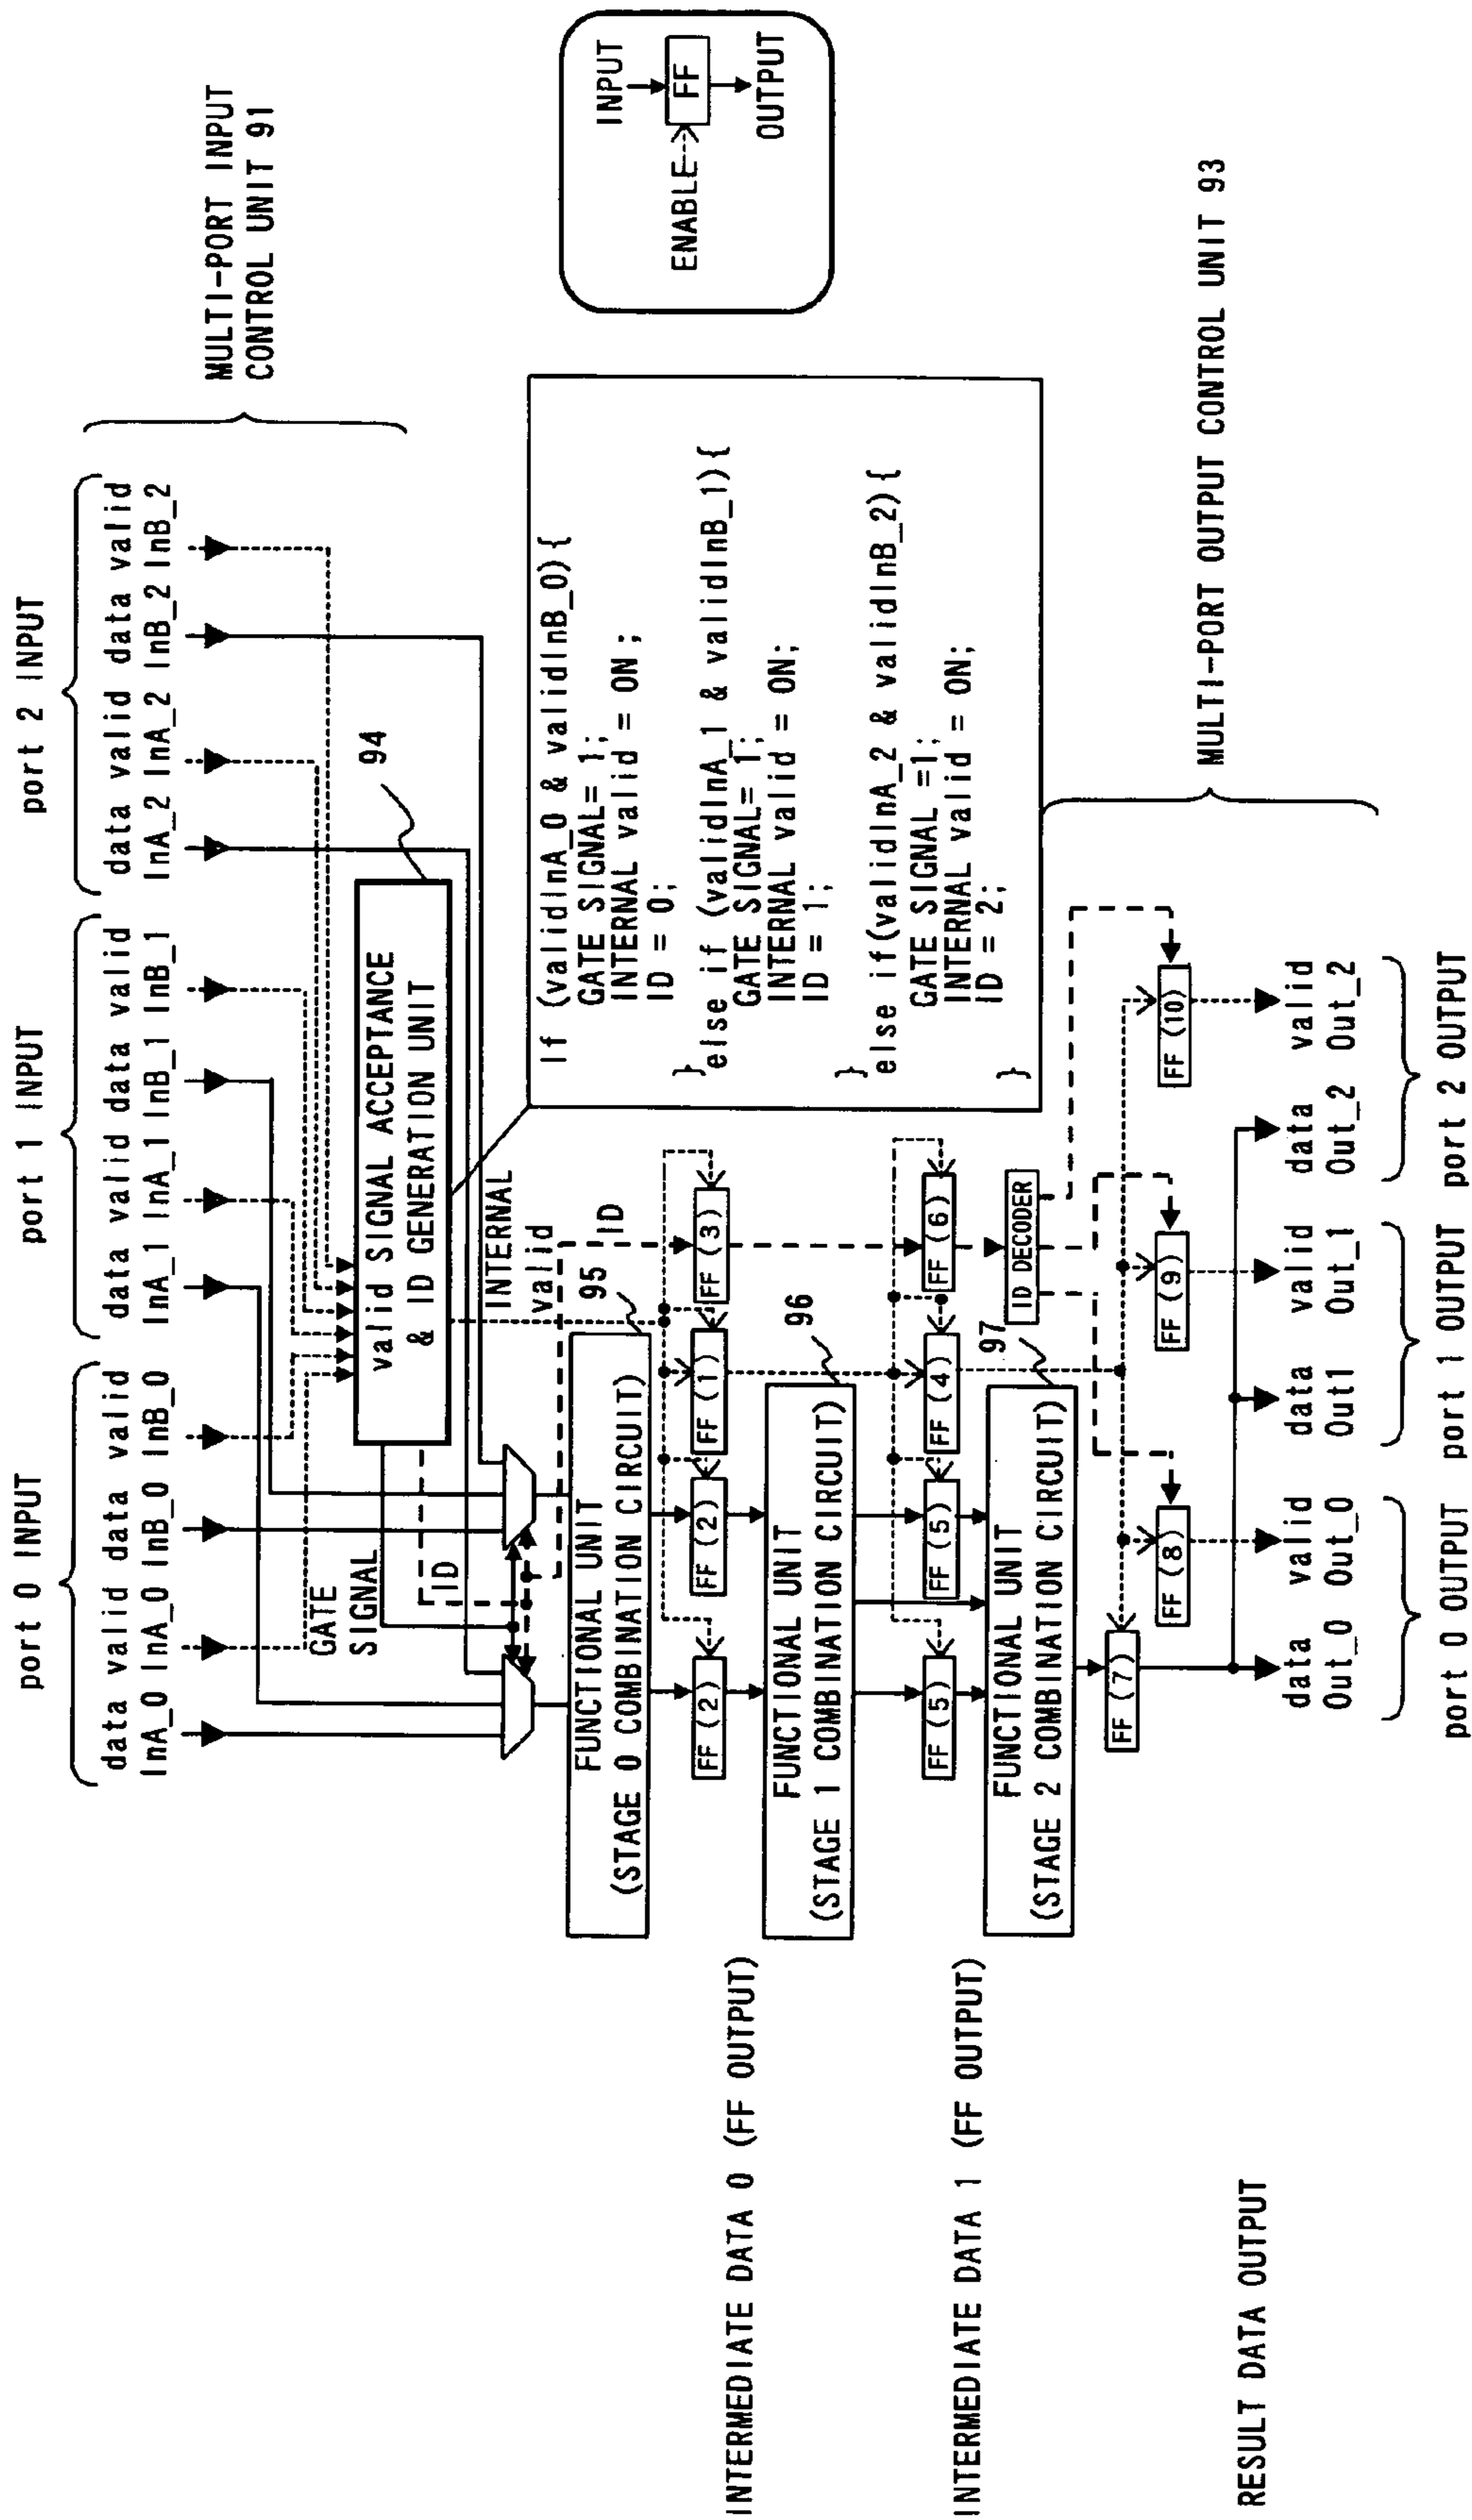 port 0 INPUT
port 1 INPUT
port 2 INPUT
data valid data valid
InA_0 InA_0 InB_0 InB_0
data valid data valid
InA_1 InA_1 InB_1 InB_1
data valid data valid
InA_2 InA_2 InB_2 InB_2
MULTI-PORT INPUT
CONTROL UNIT 91
valid SIGNAL ACCEPTANCE
& ID GENERATION UNIT
94
GATE
SIGNAL
ID
INTERNAL
valid
95
ID
INPUT
ENABLE
FF
OUTPUT
If (validInA_0 & validInB_0){
GATE SIGNAL= 1;
INTERNAL valid = ON;
ID = 0;
}
else if (validInA_1 & validInB_1){
GATE SIGNAL= 1;
INTERNAL valid = ON;
ID = 1;
}
else if(validInA_2 & validInB_2){
GATE SIGNAL =1;
INTERNAL valid = ON;
ID = 2;
}
FUNCTIONAL UNIT
(STAGE 0 COMBINATION CIRCUIT)
INTERMEDIATE DATA 0 (FF OUTPUT)
FF (2)
FF (2)
FF (1)
FF (3)
FUNCTIONAL UNIT
(STAGE 1 COMBINATION CIRCUIT)
96
INTERMEDIATE DATA 1 (FF OUTPUT)
FF (5)
FF (5)
FF (4)
FF (6)
FUNCTIONAL UNIT
(STAGE 2 COMBINATION CIRCUIT)
97
ID DECODER
FF (7)
FF (8)
FF (9)
FF (10)
MULTI-PORT OUTPUT CONTROL UNIT 93
RESULT DATA OUTPUT
data valid
Out_0 Out_0
data valid
Out1 Out_1
data valid
Out_2 Out_2
port 0 OUTPUT
port 1 OUTPUT
port 2 OUTPUT